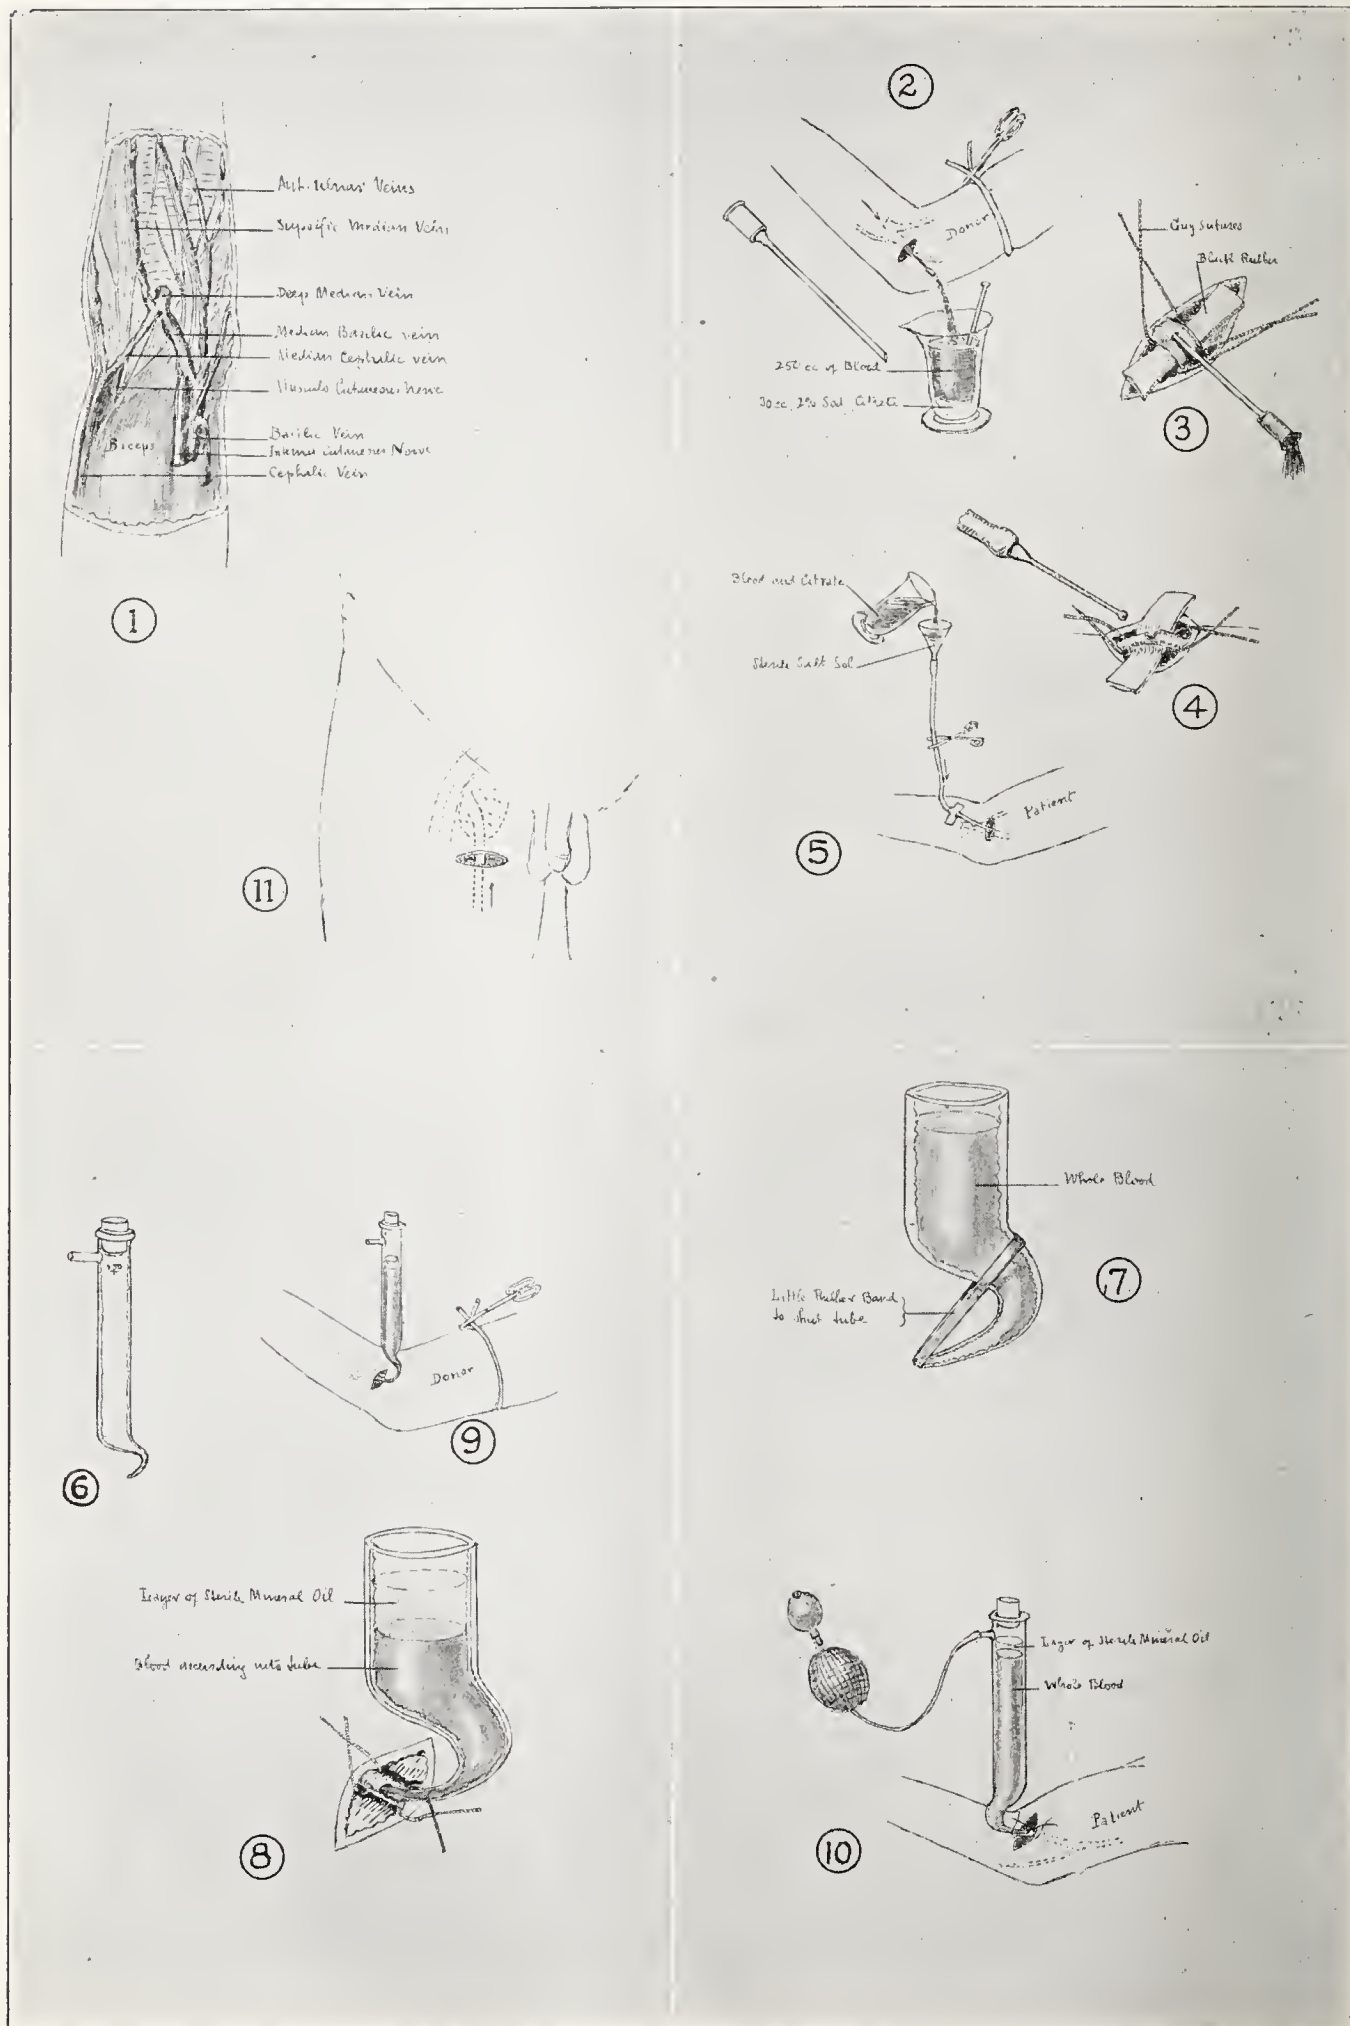 Ant. Ulnar Veins
Superfic Median Vein
Deep Median Vein
Median Basilic vein
Median Cephalic vein
Musculo Cutaneous Nerve
Basilic Vein
Internal Cutaneous Nerve
Cephalic Vein
Biceps
1
2
Donor
250 cc of Blood
30 cc. 2% Sod. Citrate
Guy Sutures
Black Rubber
3
4
Blood and Citrate
Sterile Salt Sol
Patient
5
11
6
Donor
9
Whole Blood
Little Rubber Band
to shut tube
7
Layer of Sterile Mineral Oil
Blood ascending into tube
8
Layer of Sterile Mineral Oil
Whole Blood
Patient
10